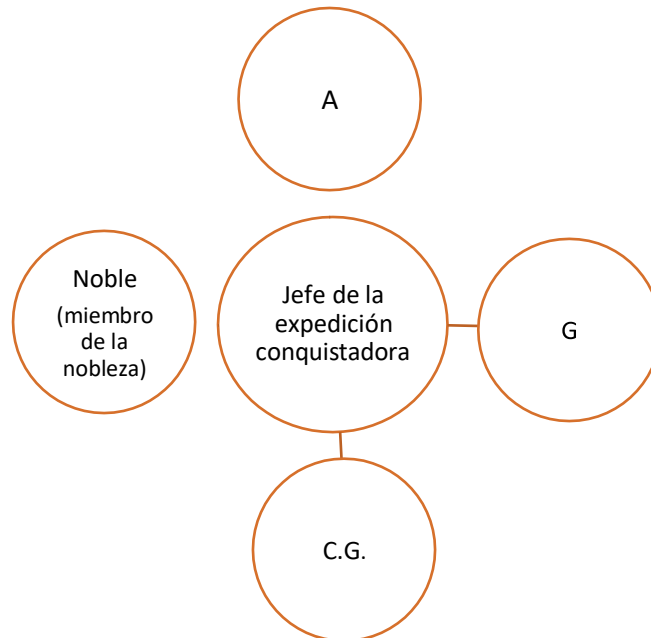 A
Noble
(miembro
de la
nobleza)
Jefe de la
expedición
conquistadora
G
C.G.